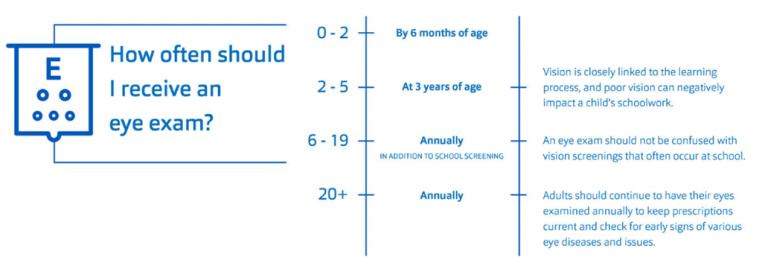 How often should
I receive an
eye exam?
E
0 - 2
By 6 months of age
2 - 5
At 3 years of age
Vision is closely linked to the learning
process, and poor vision can negatively
impact a child's schoolwork.
6 - 19
Annually
IN ADDITION TO SCHOOL SCREENING
An eye exam should not be confused with
vision screenings that often occur at school.
20+
Annually
Adults should continue to have their eyes
examined annually to keep prescriptions
current and check for early signs of various
eye diseases and issues.